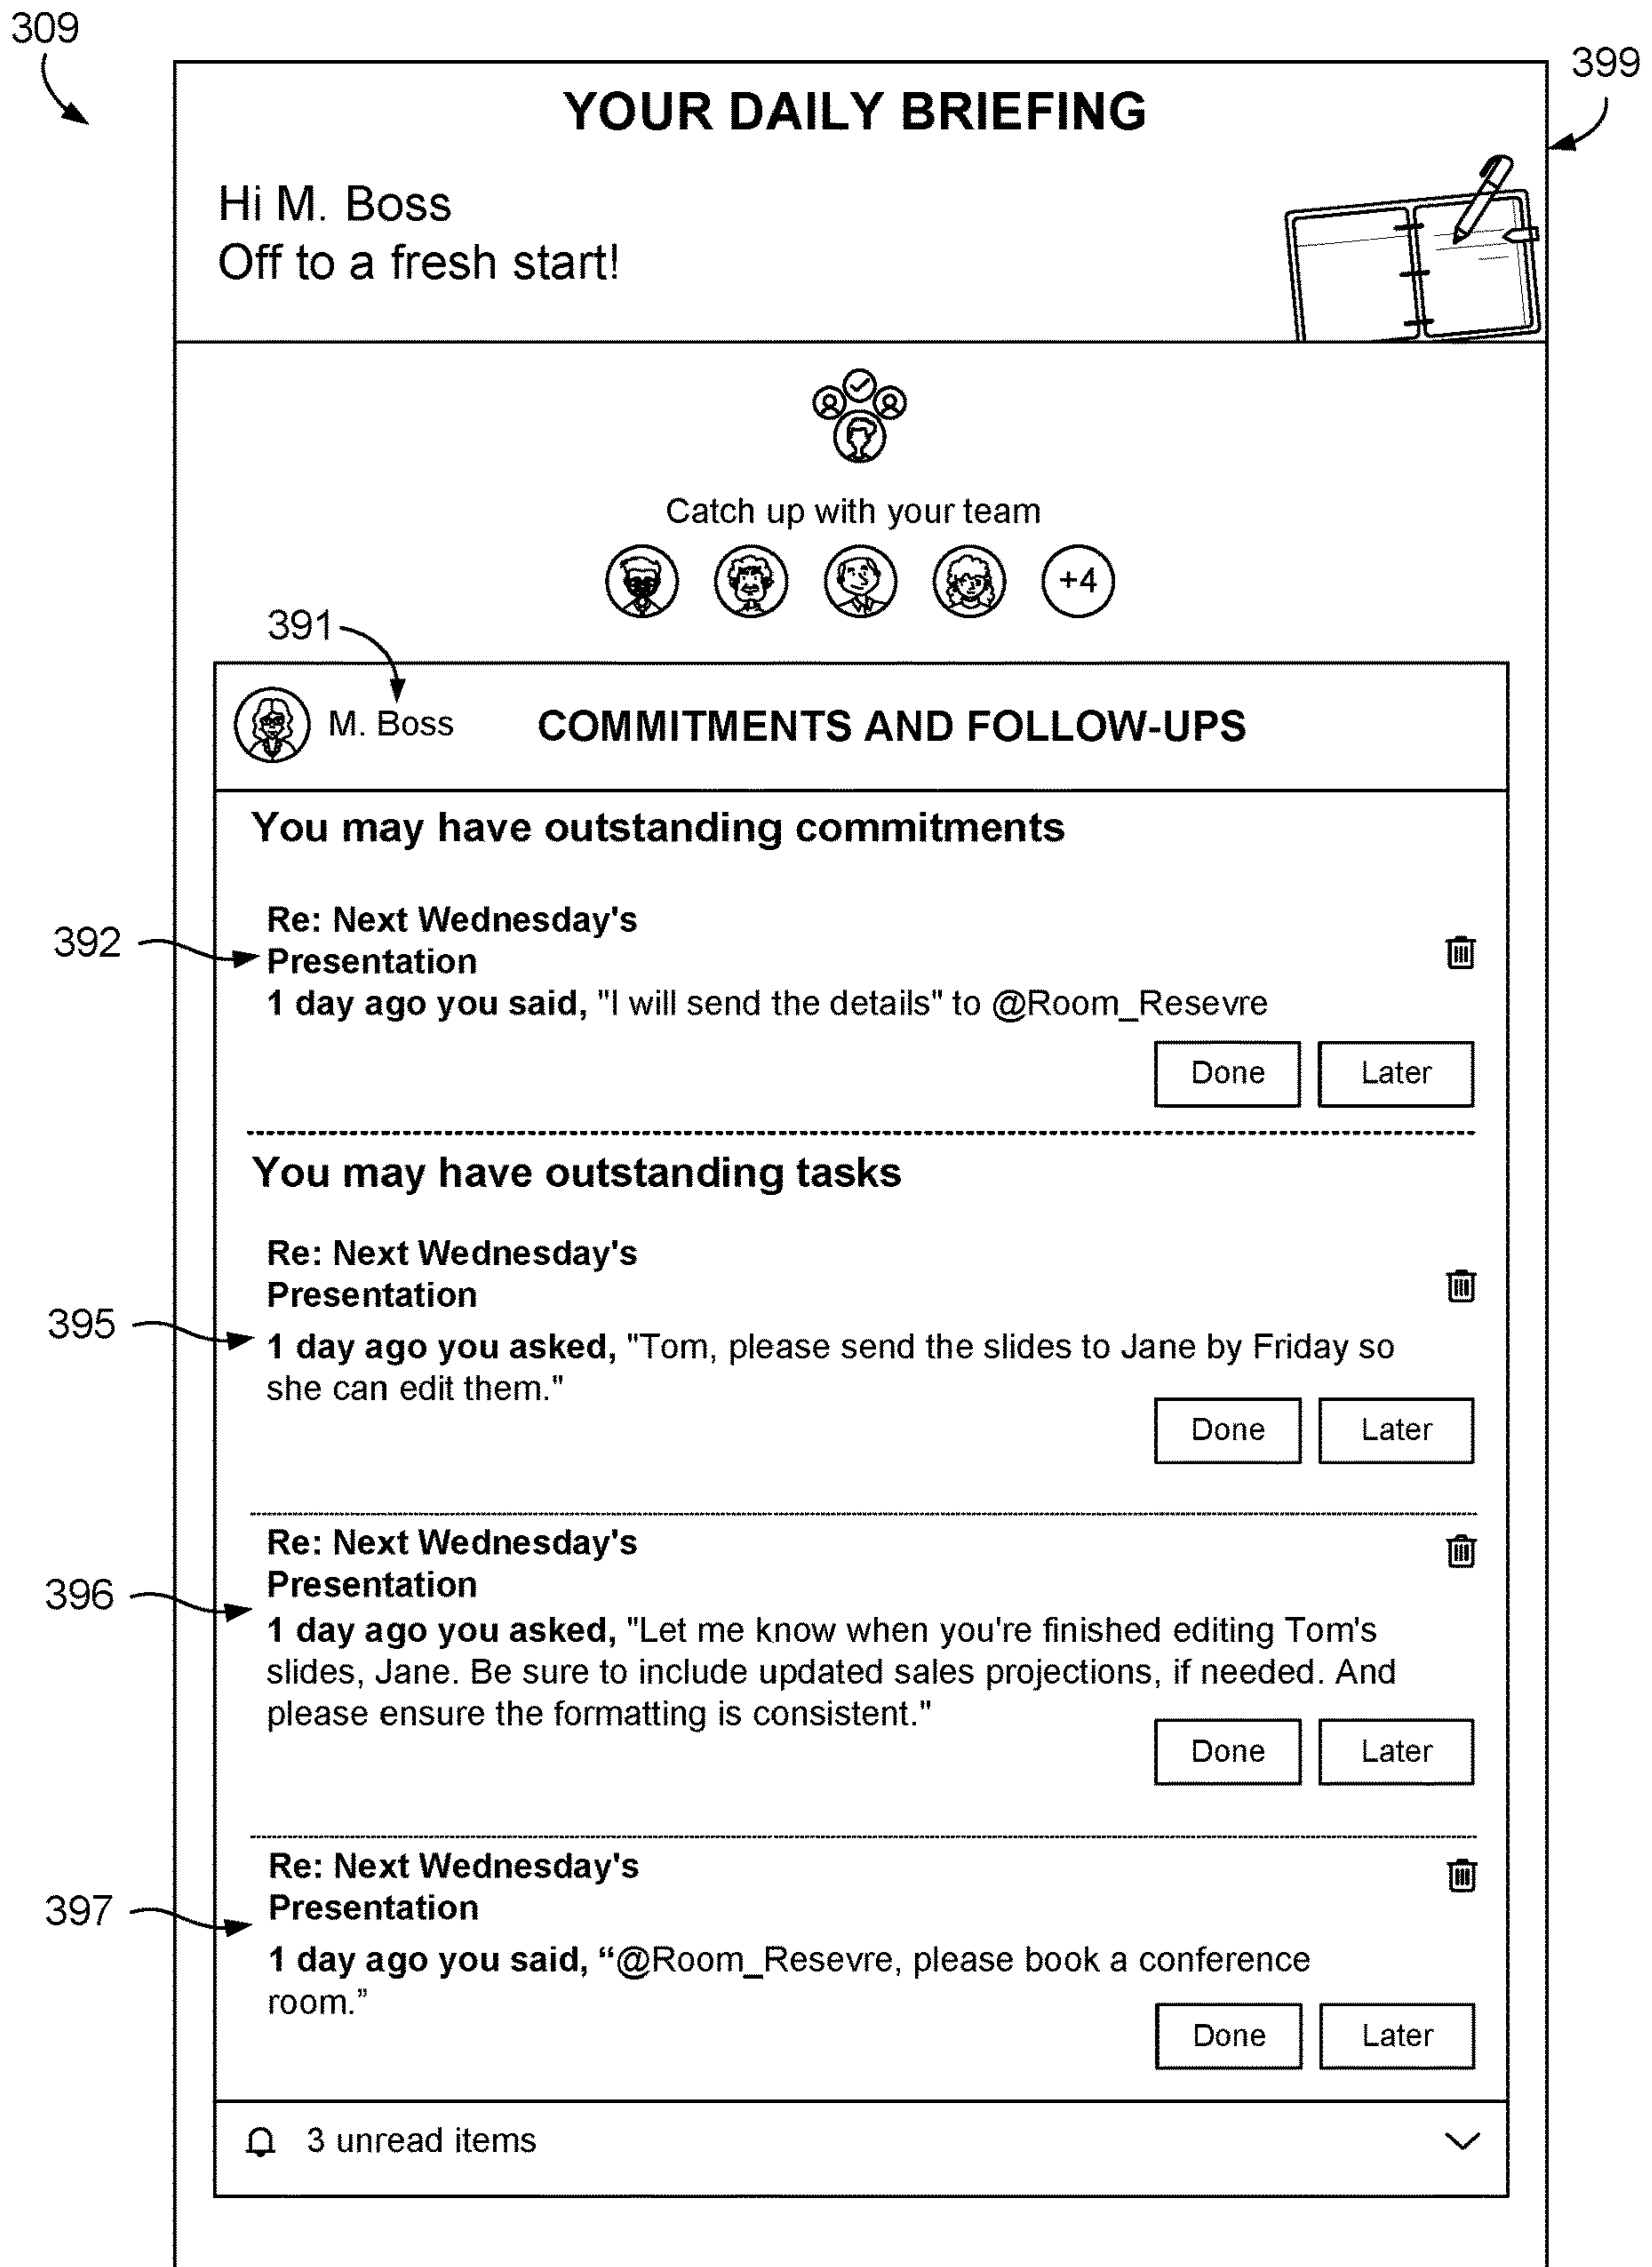 309
399
YOUR DAILY BRIEFING
Hi M. Boss
Off to a fresh start!
Catch up with your team
+4
391
M. Boss
COMMITMENTS AND FOLLOW-UPS
You may have outstanding commitments
392
Re: Next Wednesday's
Presentation
1 day ago you said, "I will send the details" to @Room_Resevre
Done
Later
You may have outstanding tasks
395
Re: Next Wednesday's
Presentation
1 day ago you asked, "Tom, please send the slides to Jane by Friday so
she can edit them."
Done
Later
396
Re: Next Wednesday's
Presentation
1 day ago you asked, "Let me know when you're finished editing Tom's
slides, Jane. Be sure to include updated sales projections, if needed. And
please ensure the formatting is consistent."
Done
Later
397
Re: Next Wednesday's
Presentation
1 day ago you said, “@Room_Resevre, please book a conference
room.”
Done
Later
3 unread items